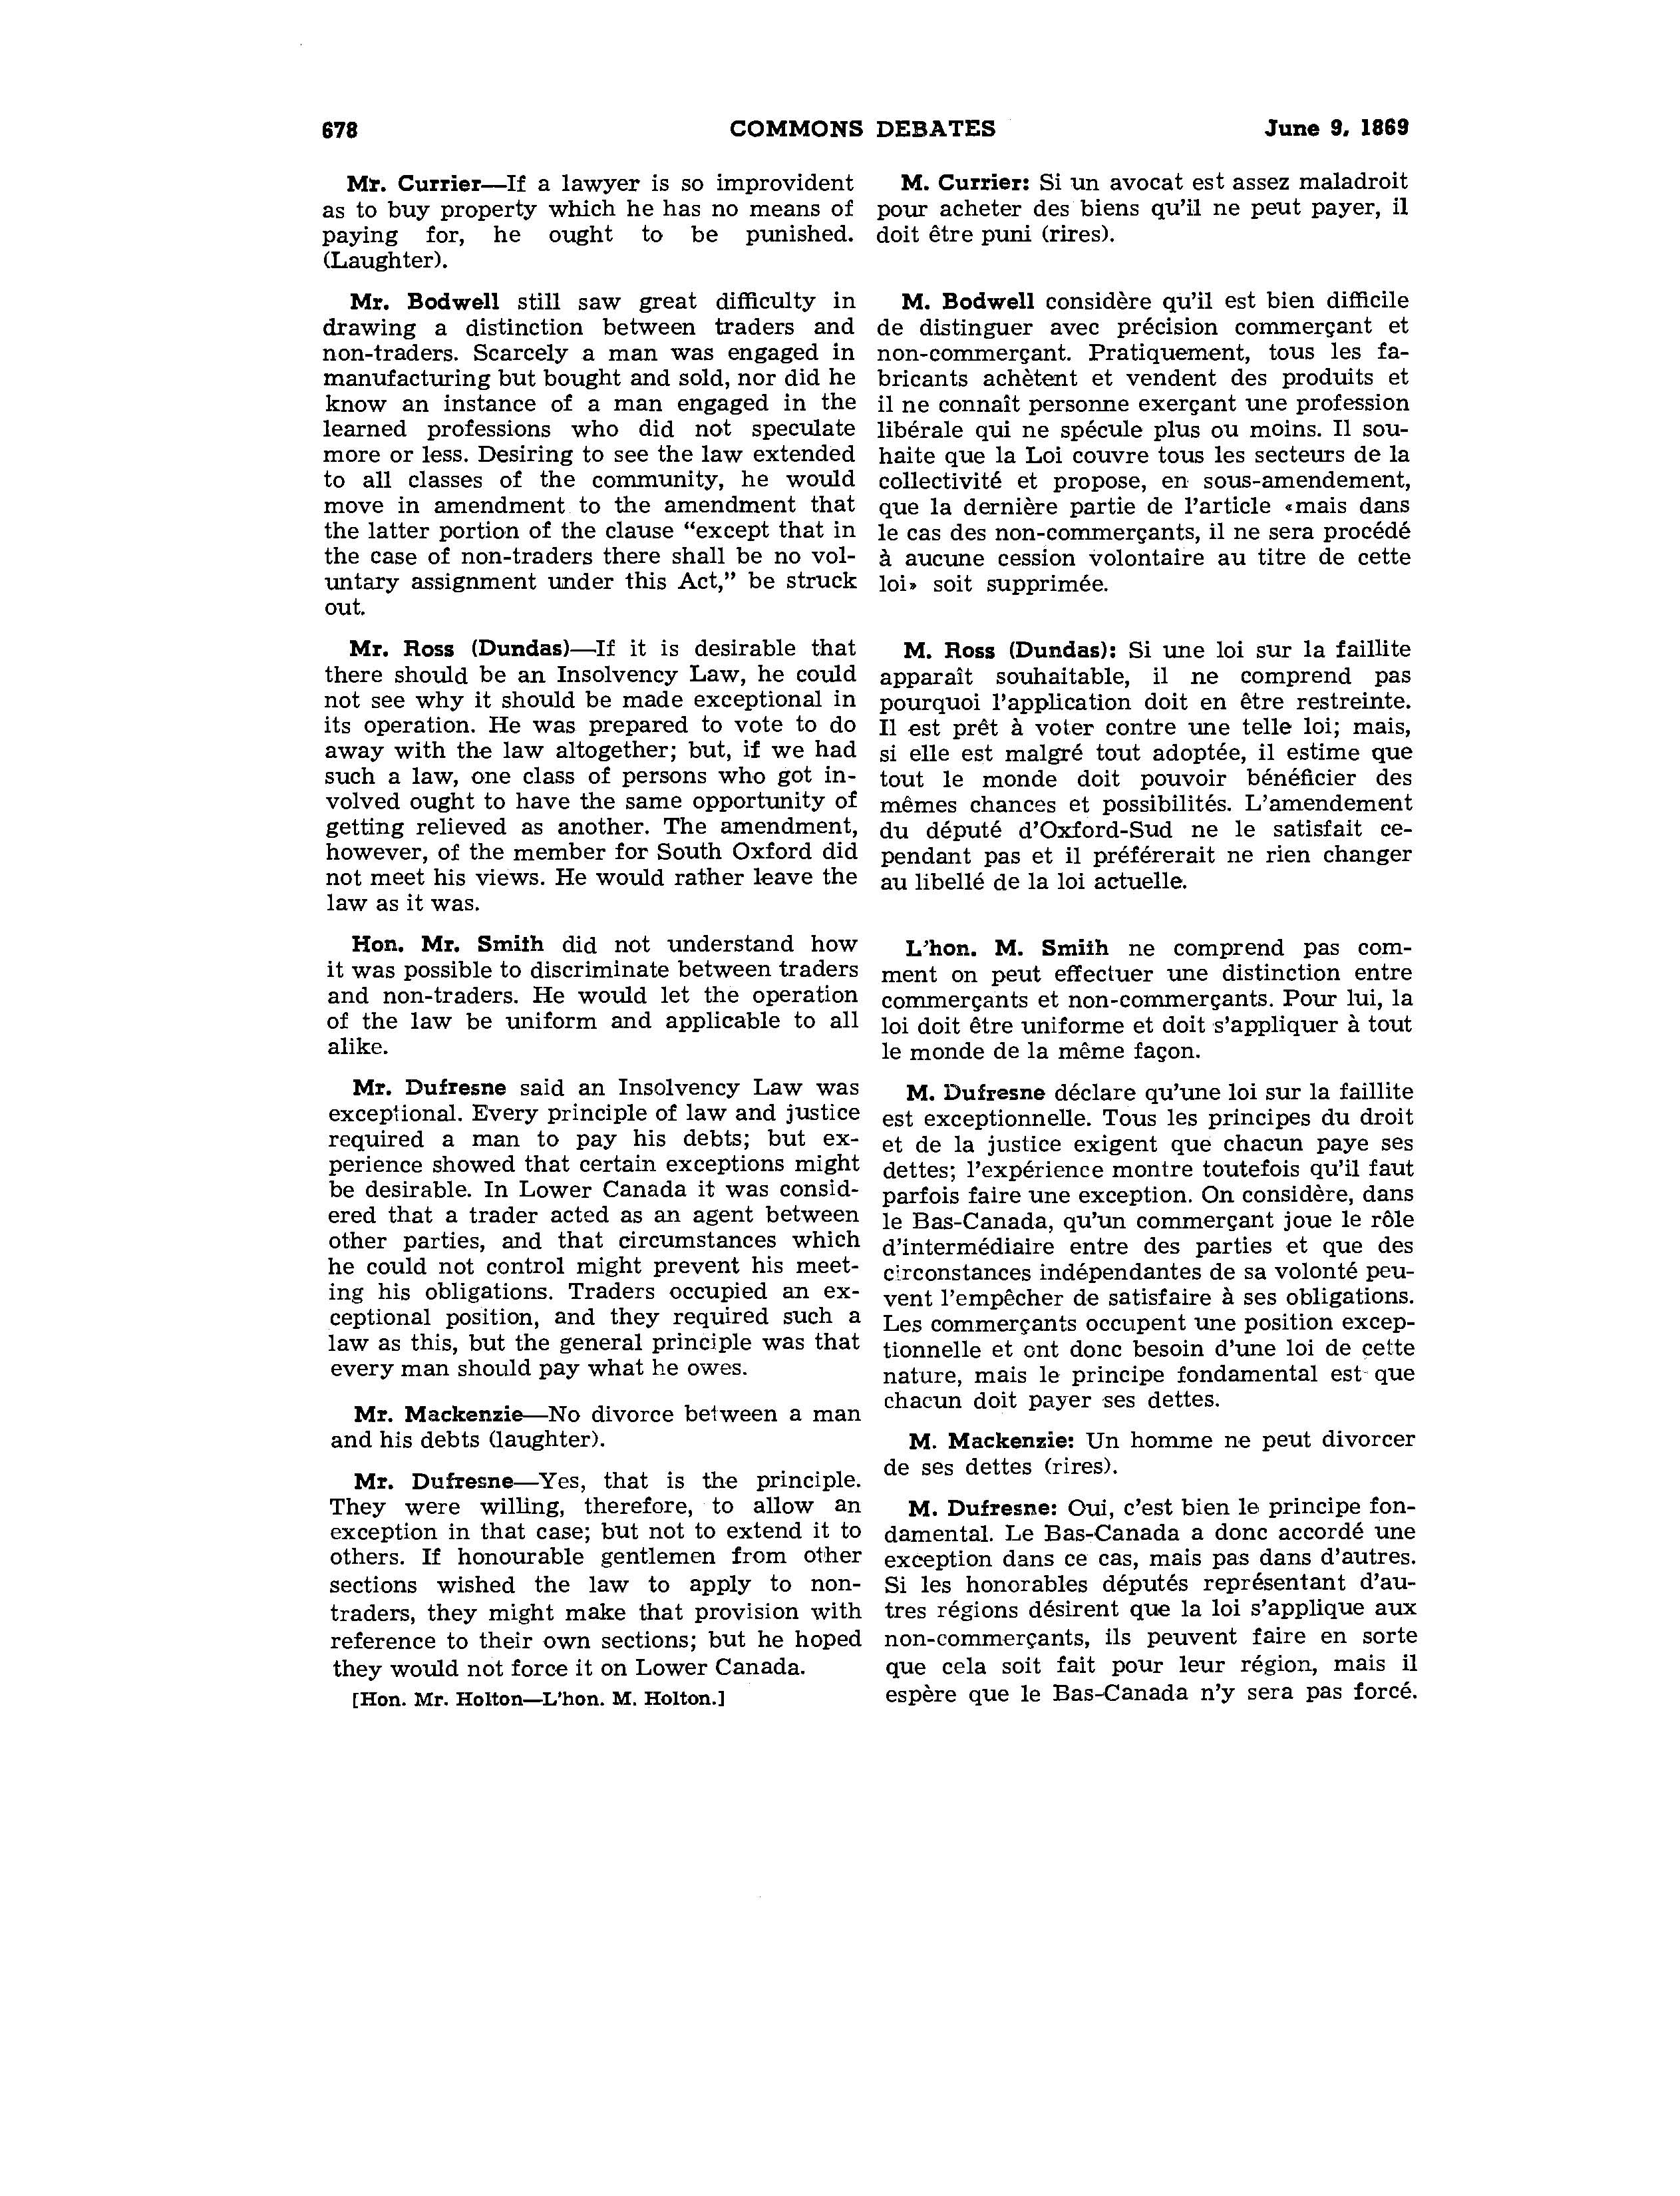 678
COMMONS DEBATES
June 9, 1869
Mr. Currier—If a lawyer is so improvident
as to buy property which he has no means of
paying for, he ought to be punished.
(Laughter).
Mr. Bodwell still saw great difficulty in
drawing a distinction between traders and
non-traders. Scarcely a man was engaged in
manufacturing but bought and sold, nor did he
know an instance of a man engaged in the
learned professions who did not speculate
more or less. Desiring to see the law extended
to all classes of the community, he would
move in amendment to the amendment that
the latter portion of the clause “except that in
the case of non-traders there shall be no vol-
untary assignment under this Act,” be struck
out.
Mr. Ross (Dundas)—If it is desirable that
there should be an Insolvency Law, he could
not see why it should be made exceptional in
its operation. He was prepared to vote to do
away with the law altogether; but, if we had
such a law, one class of persons who got in-
volved ought to have the same opportunity of
getting relieved as another. The amendment,
however, of the member for South Oxford did
not meet his views. He would rather leave the
law as it was.
Hon. Mr. Smith did not understand how
it was possible to discriminate between traders
and non-traders. He would let the operation
of the law be uniform and applicable to all
alike.
Mr. Dufresne said an Insolvency Law was
exceptional. Every principle of law and justice
required a man to pay his debts; but ex-
perience showed that certain exceptions might
be desirable. In Lower Canada it was consid-
ered that a trader acted as an agent between
other parties, and that circumstances which
he could not control might prevent his meet-
ing his obligations. Traders occupied an ex-
ceptional position, and they required such a
law as this, but the general principle was that
every man should pay what he owes.
Mr. Mackenzie—No divorce between a man
and his debts (laughter).
Mr. Dufresne—Yes, that is the principle.
They were willing, therefore, to allow an
exception in that case; but not to extend it to
others. If honourable gentlemen from other
sections wished the law to apply to non-
traders, they might make that provision with
reference to their own sections; but he hoped
they would not force it on Lower Canada.
[Hon. Mr. Holton—L’hon. M. Holton.]
M. Currier: Si un avocat est assez maladroit
pour acheter des biens qu’il ne peut payer, il
doit être puni (rires).
M. Bodwell considère qu’il est bien difficile
de distinguer avec précision commerçant et
non-commerçant. Pratiquement, tous les fa-
bricants achètent et vendent des produits et
il ne connaît personne exerçant une profession
libérale qui ne spécule plus ou moins. Il sou-
haite que la Loi couvre tous les secteurs de la
collectivité et propose, en sous-amendement,
que la dernière partie de l’article «mais dans
le cas des non-commerçants, il ne sera procédé
à aucune cession volontaire au titre de cette
loi» soit supprimée.
M. Ross (Dundas): Si une loi sur la faillite
apparaît souhaitable, il ne comprend pas
pourquoi l’application doit en être restreinte.
Il est prêt à voter contre une telle loi; mais,
si elle est malgré tout adoptée, il estime que
tout le monde doit pouvoir bénéficier des
mêmes chances et possibilités. L’amendement
du député d’Oxford-Sud ne le satisfait ce-
pendant pas et il préférerait ne rien changer
au libellé de la loi actuelle.
L’hon. M. Smith ne comprend pas com-
ment on peut effectuer une distinction entre
commerçants et non-commerçants. Pour lui, la
loi doit être uniforme et doit s’appliquer à tout
le monde de la même façon.
M. Dufresne déclare qu’une loi sur la faillite
est exceptionnelle. Tous les principes du droit
et de la justice exigent que chacun paye ses
dettes; l’expérience montre toutefois qu’il faut
parfois faire une exception. On considère, dans
le Bas-Canada, qu’un commerçant joue le rôle
d’intermédiaire entre des parties et que des
circonstances indépendantes de sa volonté peu-
vent l’empêcher de satisfaire à ses obligations.
Les commerçants occupent une position excep-
tionnelle et ont donc besoin d’une loi de cette
nature, mais le principe fondamental est que
chacun doit payer ses dettes.
M. Mackenzie: Un homme ne peut divorcer
de ses dettes (rires).
M. Dufresne: Oui, c’est bien le principe fon-
damental. Le Bas-Canada a donc accordé une
exception dans ce cas, mais pas dans d’autres.
Si les honorables députés représentant d’au-
tres régions désirent que la loi s’applique aux
non-commerçants, ils peuvent faire en sorte
que cela soit fait pour leur région, mais il
espère que le Bas-Canada n’y sera pas forcé.